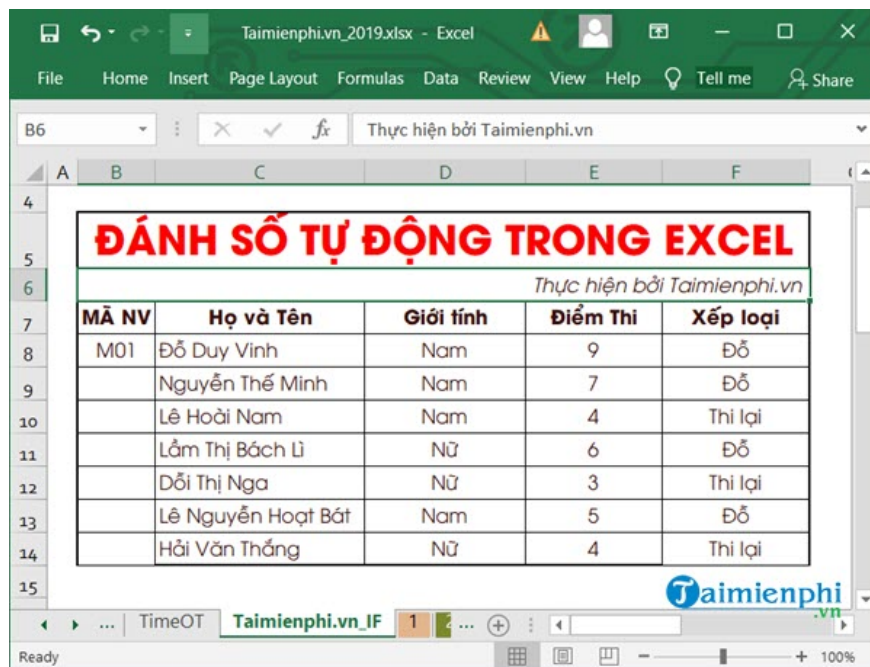 Taimienphi.vn_2019.xlsx - Excel
File Home Insert Page Layout Formulas Data Review View Help Tell me Share
B6 fx Thực hiện bởi Taimienphi.vn
A B C D E F
4
5 ĐÁNH SỐ TỰ ĐỘNG TRONG EXCEL
6 Thực hiện bởi Taimienphi.vn
7 MÃ NV Họ và Tên Giới tính Điểm Thi Xếp loại
8 M01 Đỗ Duy Vinh Nam 9 Đỗ
9 Nguyễn Thế Minh Nam 7 Đỗ
10 Lê Hoài Nam Nam 4 Thi lại
11 Lầm Thị Bách Lì Nữ 6 Đỗ
12 Dỗi Thị Nga Nữ 3 Thi lại
13 Lê Nguyễn Hoạt Bát Nam 5 Đỗ
14 Hải Văn Thắng Nữ 4 Thi lại
15
Taimienphi
.vn
... TimeOT Taimienphi.vn_IF 1 2 ...
Ready 100%